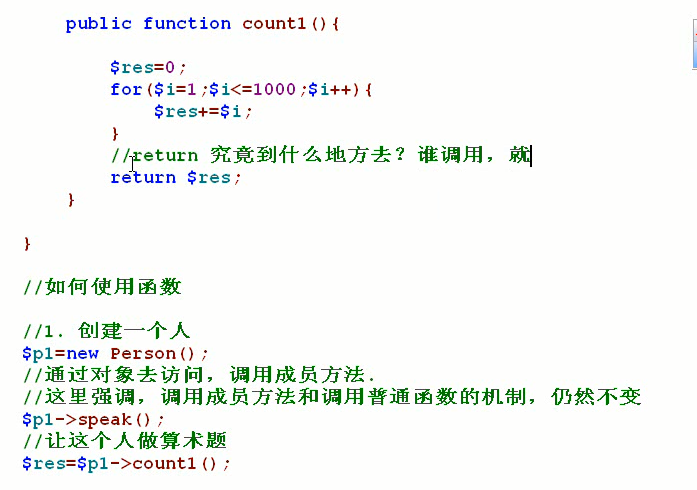 public function count1(){
$res=0;
for($i=1;$i<=1000;$i++){
$res+=$i;
}
//return 究竟到什么地方去？谁调用，就
return $res;
}
}
//如何使用函数
//1. 创建一个人
$p1=new Person();
//通过对象去访问，调用成员方法.
//这里强调，调用成员方法和调用普通函数的机制，仍然不变
$p1->speak();
//让这个人做算术题
$res=$p1->count1();